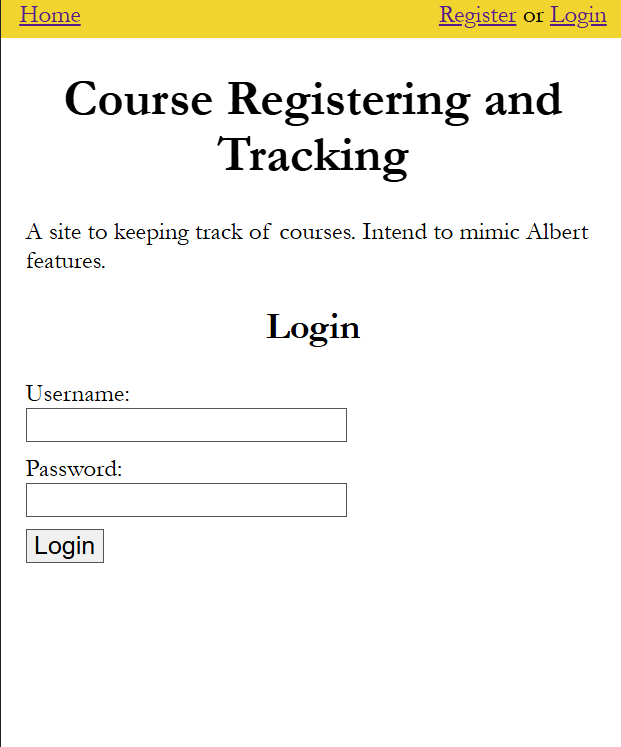 Home Register or Login
Course Registering and
Tracking
A site to keeping track of courses. Intend to mimic Albert
features.
Login
Username:
Password:
Login